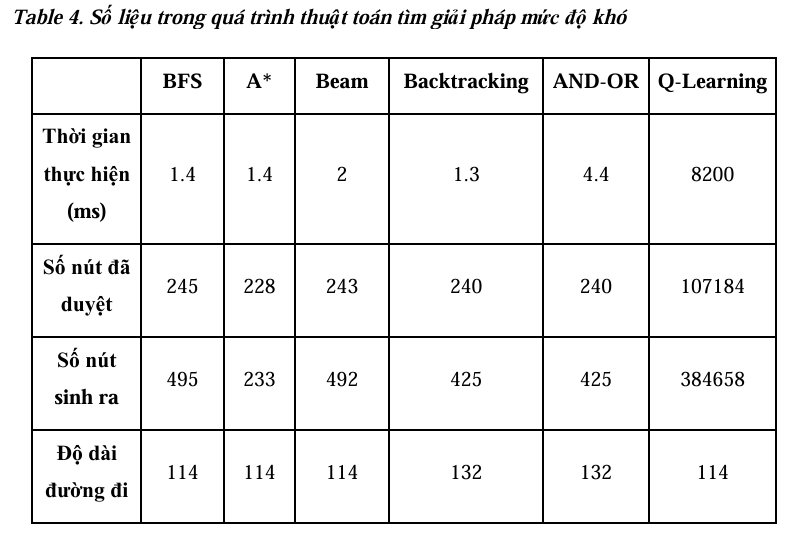 Table 4. Số liệu trong quá trình thuật toán tìm giải pháp mức độ khó
BFS A* Beam Backtracking AND-OR Q-Learning
Thời gian
thực hiện 1.4 1.4 2 1.3 4.4 8200
(ms)
Số nút đã
245 228 243 240 240 107184
duyệt
Số nút
495 233 492 425 425 384658
sinh ra
Độ dài
114 114 114 132 132 114
đường đi